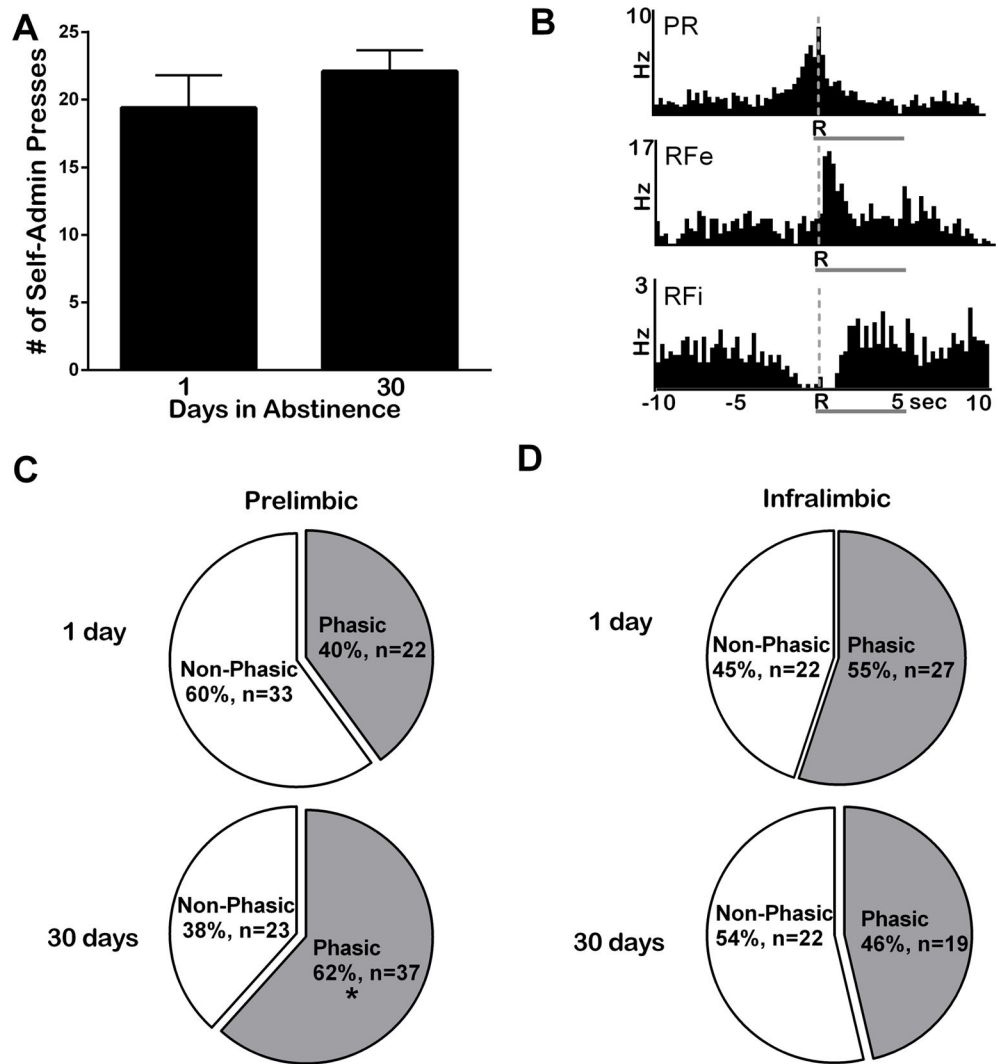 A
# of Self-Admin Presses
25
20
15
10
5
0
1
30
Days in Abstinence
B
10
Hz
PR
R
17
Hz
RFe
R
3
Hz
RFi
-10
-5
R
5 sec
10
C
Prelimbic
1 day
Non-Phasic
60%, n=33
Phasic
40%, n=22
30 days
Non-Phasic
38%, n=23
Phasic
62%, n=37
*
D
Infralimbic
1 day
Non-Phasic
45%, n=22
Phasic
55%, n=27
30 days
Non-Phasic
54%, n=22
Phasic
46%, n=19